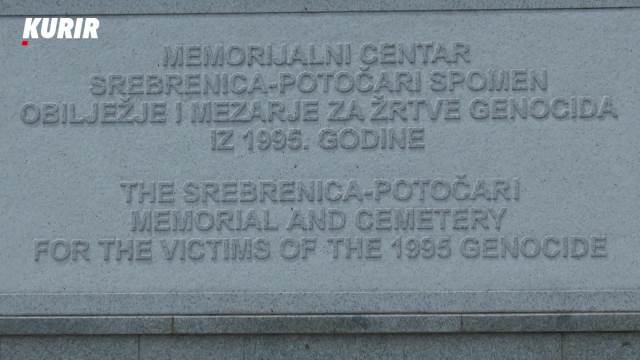 KURIR
MEMORIJALNI CENTAR
SREBRENICA-POTOČARI SPOMEN
OBILJEŽJE I MEZARJE ZA ŽRTVE GENOCIDA
IZ 1995. GODINE
THE SREBRENICA-POTOČARI
MEMORIAL AND CEMETERY
FOR THE VICTIMS OF THE 1995 GENOCIDE